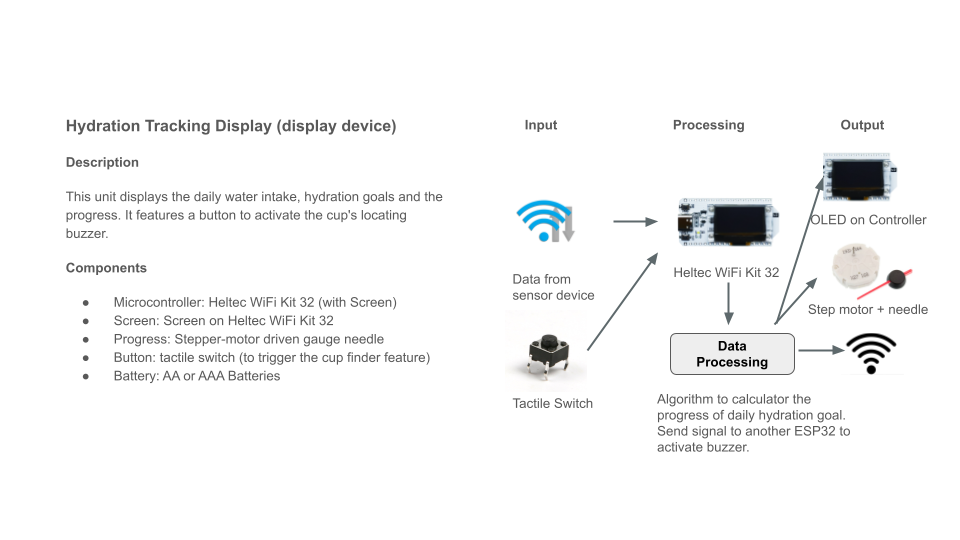 Hydration Tracking Display (display device)
Description
This unit displays the daily water intake, hydration goals and the
progress. It features a button to activate the cup's locating
buzzer.
Components
● Microcontroller: Heltec WiFi Kit 32 (with Screen)
● Screen: Screen on Heltec WiFi Kit 32
● Progress: Stepper-motor driven gauge needle
● Button: tactile switch (to trigger the cup finder feature)
● Battery: AA or AAA Batteries
Input
Processing
Output
Data from
sensor device
Tactile Switch
Heltec WiFi Kit 32
Data
Processing
Algorithm to calculator the
progress of daily hydration goal.
Send signal to another ESP32 to
activate buzzer.
OLED on Controller
Step motor + needle